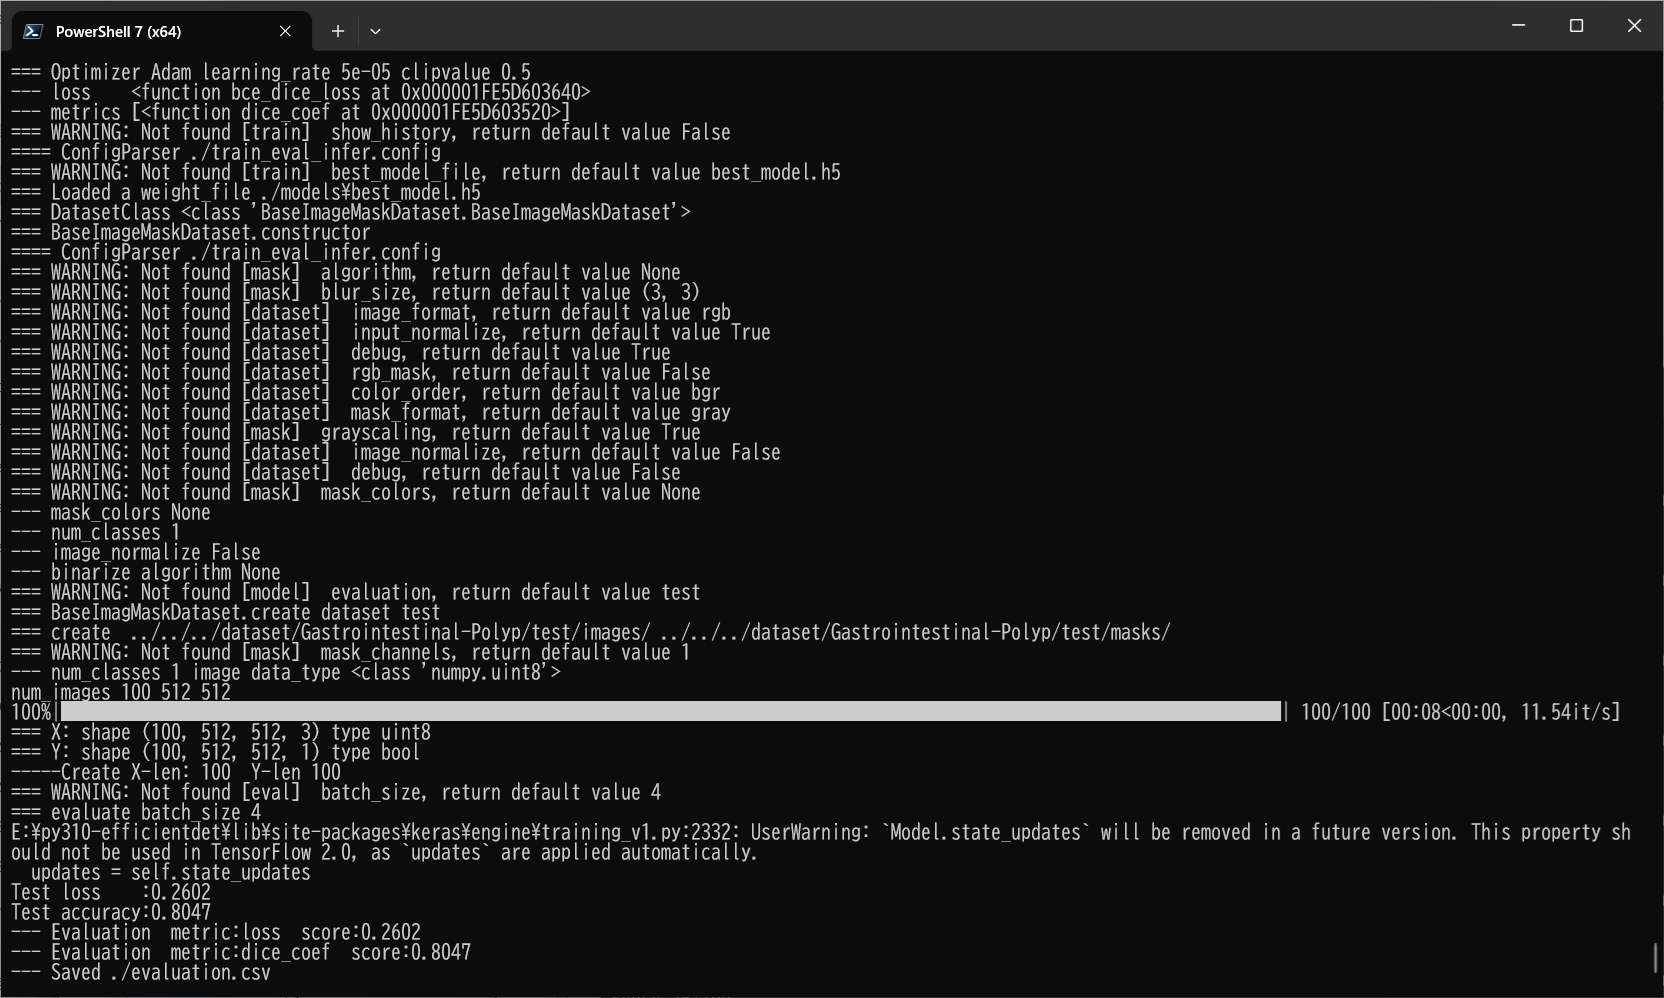 PowerShell 7 (x64)
=== Optimizer Adam learning_rate 5e-05 clipvalue 0.5
--- loss    <function bce_dice_loss at 0x000001FE5D603640>
--- metrics [<function dice_coef at 0x000001FE5D603520>]
=== WARNING: Not found [train]  show_history, return default value False
==== ConfigParser ./train_eval_infer.config
=== WARNING: Not found [train]  best_model_file, return default value best_model.h5
=== Loaded a weight_file ./models¥best_model.h5
=== DatasetClass <class 'BaseImageMaskDataset.BaseImageMaskDataset'>
=== BaseImageMaskDataset.constructor
==== ConfigParser ./train_eval_infer.config
=== WARNING: Not found [mask]  algorithm, return default value None
=== WARNING: Not found [mask]  blur_size, return default value (3, 3)
=== WARNING: Not found [dataset]  image_format, return default value rgb
=== WARNING: Not found [dataset]  input_normalize, return default value True
=== WARNING: Not found [dataset]  debug, return default value True
=== WARNING: Not found [dataset]  rgb_mask, return default value False
=== WARNING: Not found [dataset]  color_order, return default value bgr
=== WARNING: Not found [dataset]  mask_format, return default value gray
=== WARNING: Not found [mask]  grayscaling, return default value True
=== WARNING: Not found [dataset]  image_normalize, return default value False
=== WARNING: Not found [dataset]  debug, return default value False
=== WARNING: Not found [mask]  mask_colors, return default value None
--- mask_colors None
--- num_classes 1
--- image_normalize False
--- binarize algorithm None
=== WARNING: Not found [model]  evaluation, return default value test
=== BaseImagMaskDataset.create dataset test
=== create  ../../../dataset/Gastrointestinal-Polyp/test/images/ ../../../dataset/Gastrointestinal-Polyp/test/masks/
=== WARNING: Not found [mask]  mask_channels, return default value 1
--- num_classes 1 image data_type <class 'numpy.uint8'>
num_images 100 512 512
100%| | 100/100 [00:08<00:00, 11.54it/s]
=== X: shape (100, 512, 512, 3) type uint8
=== Y: shape (100, 512, 512, 1) type bool
-----Create X-len: 100  Y-len 100
=== WARNING: Not found [eval]  batch_size, return default value 4
=== evaluate batch_size 4
E:¥py310-efficientdet¥lib¥site-packages¥keras¥engine¥training_v1.py:2332: UserWarning: `Model.state_updates` will be removed in a future version. This property sh
ould not be used in TensorFlow 2.0, as `updates` are applied automatically.
  updates = self.state_updates
Test loss    :0.2602
Test accuracy:0.8047
--- Evaluation  metric:loss  score:0.2602
--- Evaluation  metric:dice_coef  score:0.8047
--- Saved ./evaluation.csv